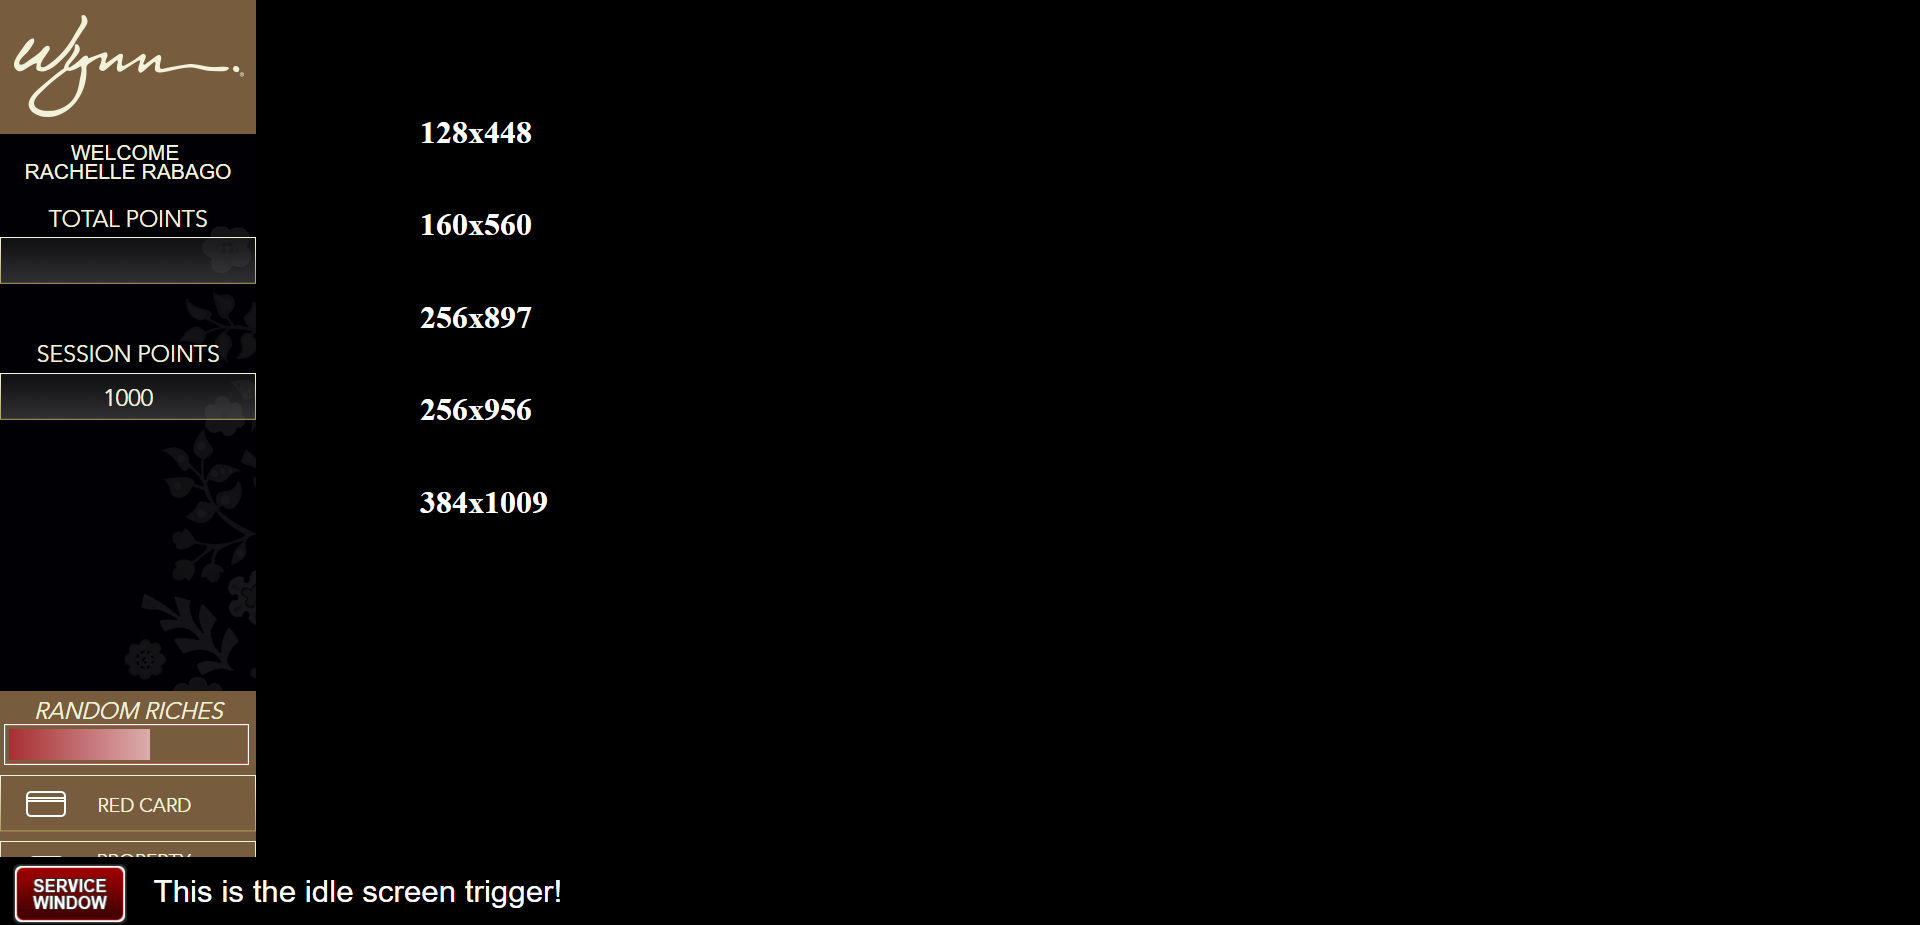 Wynn
WELCOME
RACHELLE RABAGO
TOTAL POINTS
SESSION POINTS
1000
RANDOM RICHES
RED CARD
PROPERTY
SERVICE
WINDOW
This is the idle screen trigger!
128x448
160x560
256x897
256x956
384x1009